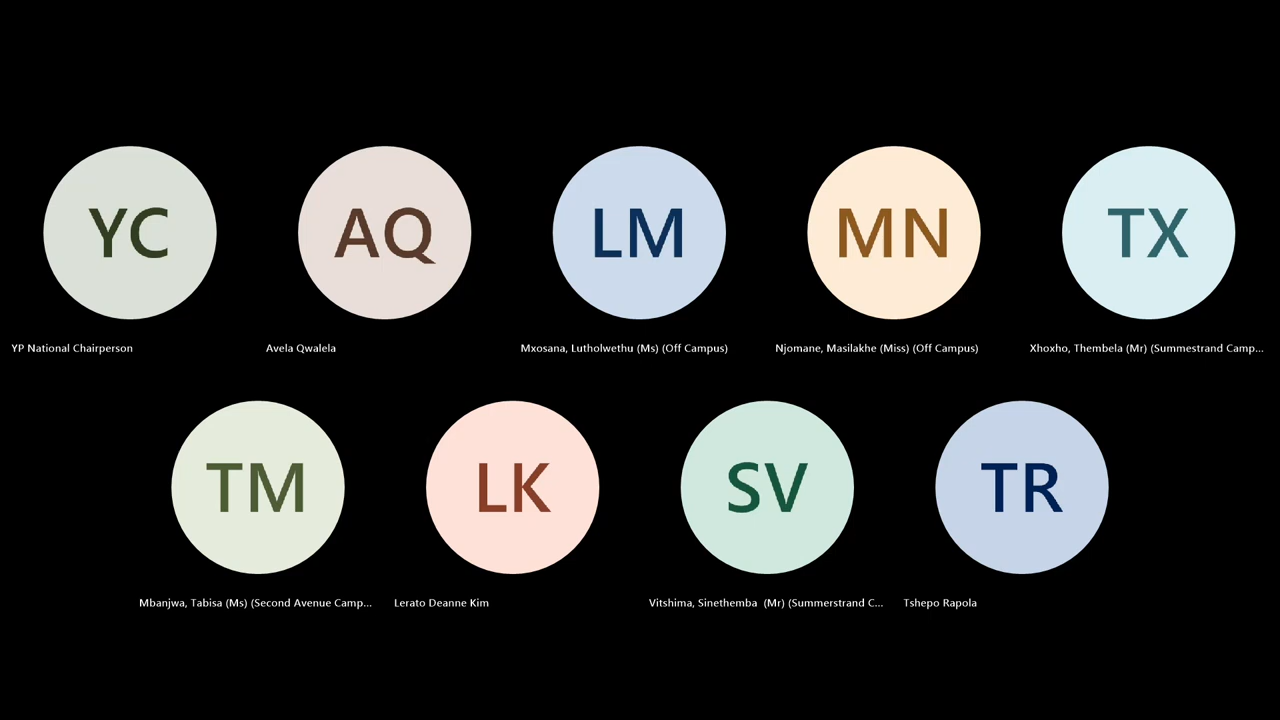 YC
AQ
LM
MN
TX
YP National Chairperson
Avela Qwalela
Mxosana, Lutholwethu (Ms) (Off Campus)
Njomane, Masilakhe (Miss) (Off Campus)
Xhoxho, Thembela (Mr) (Summestrand Camp...
TM
LK
SV
TR
Mbanjwa, Tabisa (Ms) (Second Avenue Camp...
Lerato Deanne Kim
Vitshima, Sinethemba  (Mr) (Summerstrand C...
Tshepo Rapola